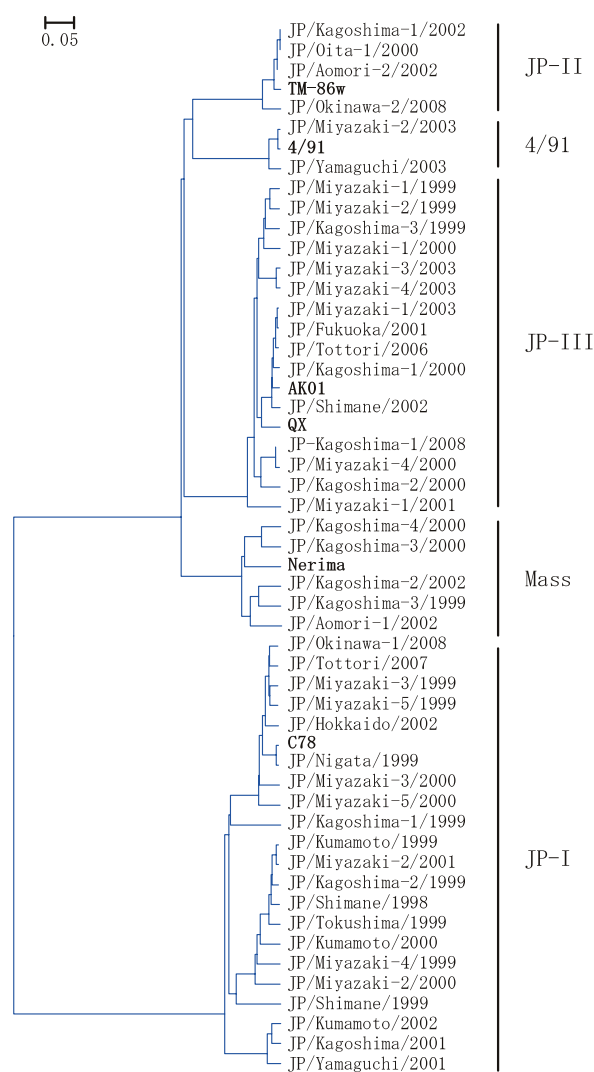 0.05
JP/Kagoshima-1/2002
JP/Oita-1/2000
JP/Aomori-2/2002
TM-86w
JP/Okinawa-2/2008
JP-II
JP/Miyazaki-2/2003
4/91
JP/Yamaguchi/2003
4/91
JP/Miyazaki-1/1999
JP/Miyazaki-2/1999
JP/Kagoshima-3/1999
JP/Miyazaki-1/2000
JP/Miyazaki-3/2003
JP/Miyazaki-4/2003
JP/Miyazaki-1/2003
JP/Fukuoka/2001
JP/Tottori/2006
JP/Kagoshima-1/2000
AK01
JP/Shimane/2002
QX
JP-Kagoshima-1/2008
JP/Miyazaki-4/2000
JP/Kagoshima-2/2000
JP/Miyazaki-1/2001
JP-III
JP/Kagoshima-4/2000
JP/Kagoshima-3/2000
Nerima
JP/Kagoshima-2/2002
JP/Kagoshima-3/1999
JP/Aomori-1/2002
Mass
JP/Okinawa-1/2008
JP/Tottori/2007
JP/Miyazaki-3/1999
JP/Miyazaki-5/1999
JP/Hokkaido/2002
C78
JP/Nigata/1999
JP/Miyazaki-3/2000
JP/Miyazaki-5/2000
JP/Kagoshima-1/1999
JP/Kumamoto/1999
JP/Miyazaki-2/2001
JP/Kagoshima-2/1999
JP/Shimane/1998
JP/Tokushima/1999
JP/Kumamoto/2000
JP/Miyazaki-4/1999
JP/Miyazaki-2/2000
JP/Shimane/1999
JP/Kumamoto/2002
JP/Kagoshima/2001
JP/Yamaguchi/2001
JP-I